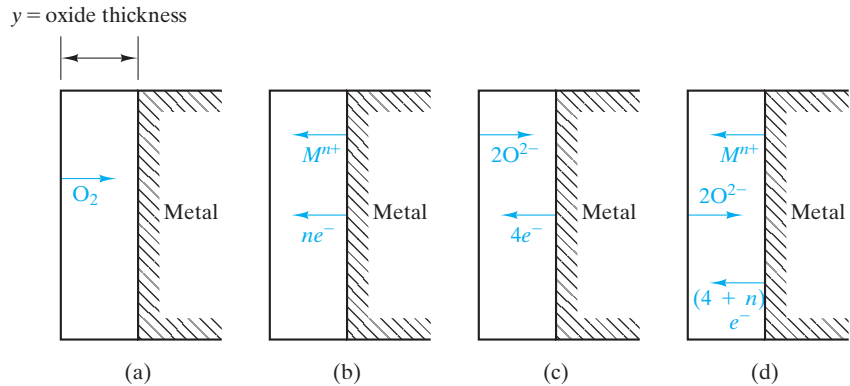 y = oxide thickness
O₂
Metal
(a)
Mⁿ⁺
ne⁻
Metal
(b)
2O²⁻
4e⁻
Metal
(c)
Mⁿ⁺
2O²⁻
(4 + n)
e⁻
Metal
(d)